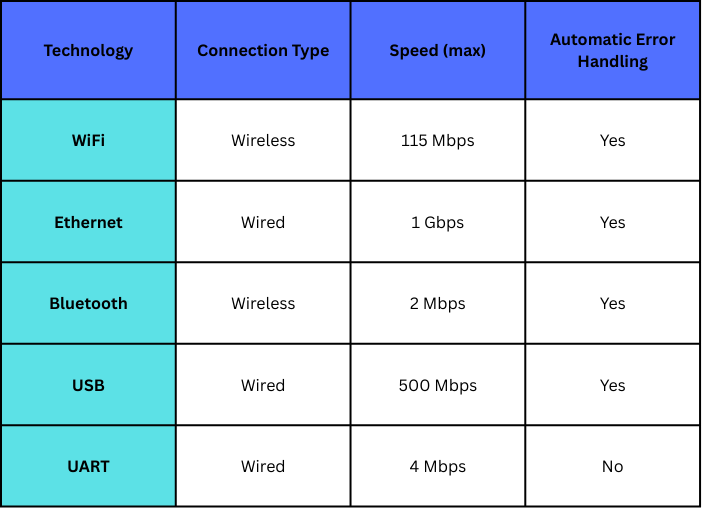 Technology Connection Type Speed (max) Automatic Error Handling
WiFi Wireless 115 Mbps Yes
Ethernet Wired 1 Gbps Yes
Bluetooth Wireless 2 Mbps Yes
USB Wired 500 Mbps Yes
UART Wired 4 Mbps No